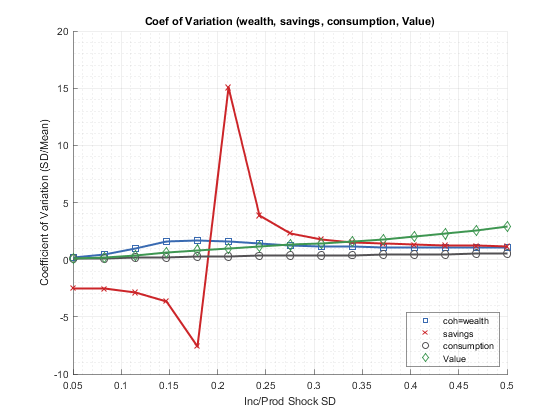 Coef of Variation (wealth, savings, consumption, Value)
Coefficient of Variation (SD/Mean)
20
15
10
5
0
-5
-10
coh=wealth
savings
consumption
Value
0.05 0.1 0.15 0.2 0.25 0.3 0.35 0.4 0.45 0.5
Inc/Prod Shock SD